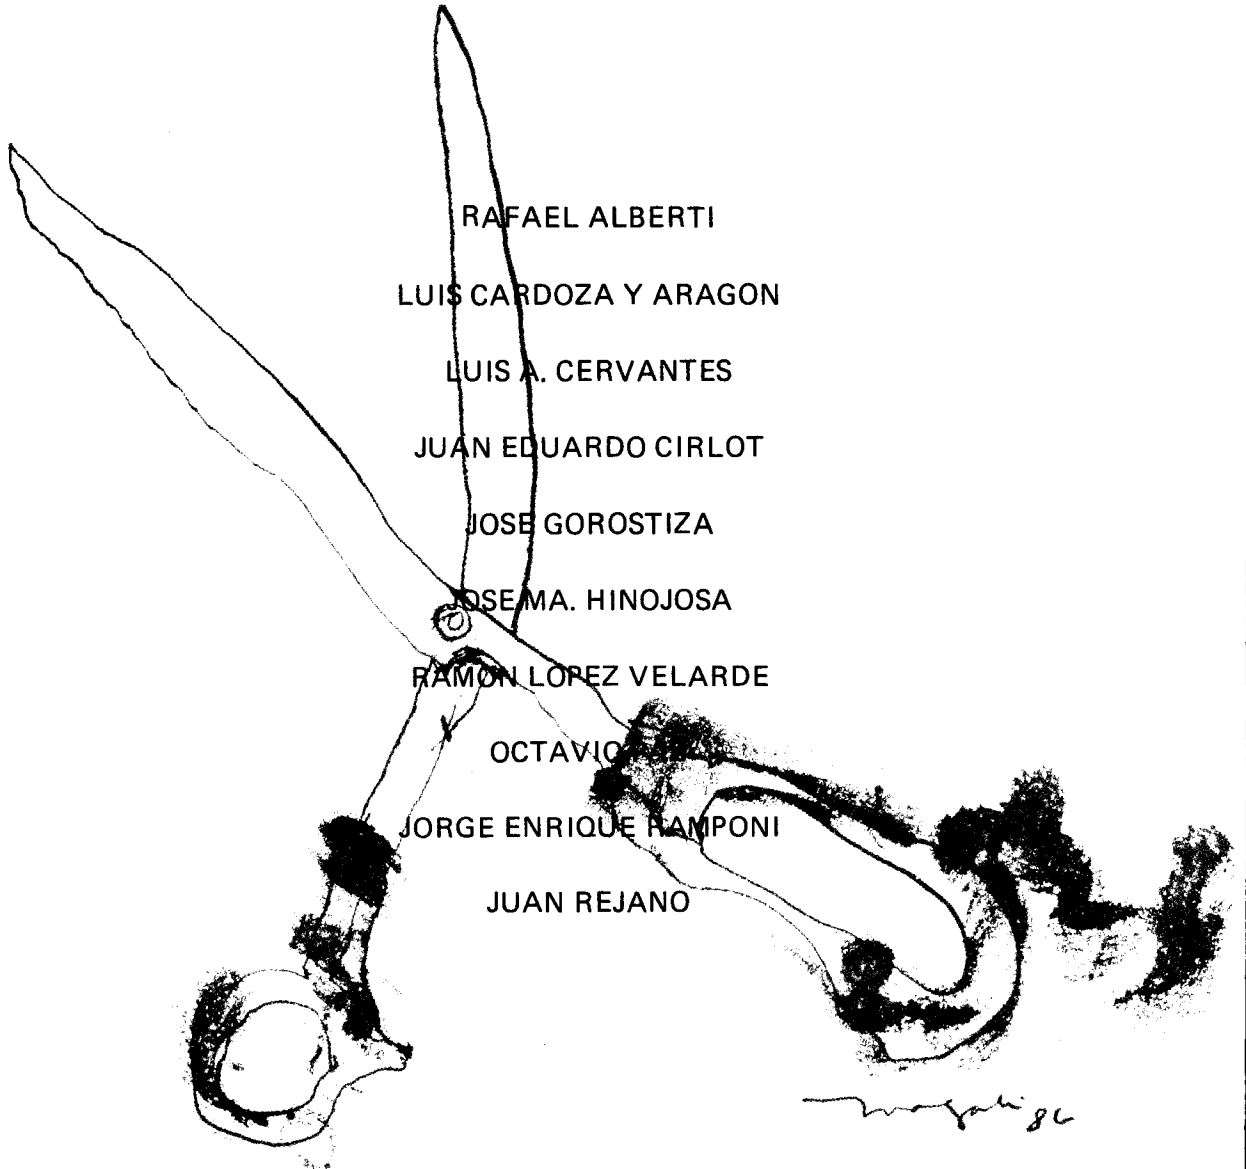 RAFAEL ALBERTI
LUIS CARDOZA Y ARAGON
LUIS A. CERVANTES
JUAN EDUARDO CIRLOT
JOSE GOROSTIZA
JOSE MA. HINOJOSA
RAMON LOPEZ VELARDE
OCTAVIO
JORGE ENRIQUE RAMPONI
JUAN REJANO